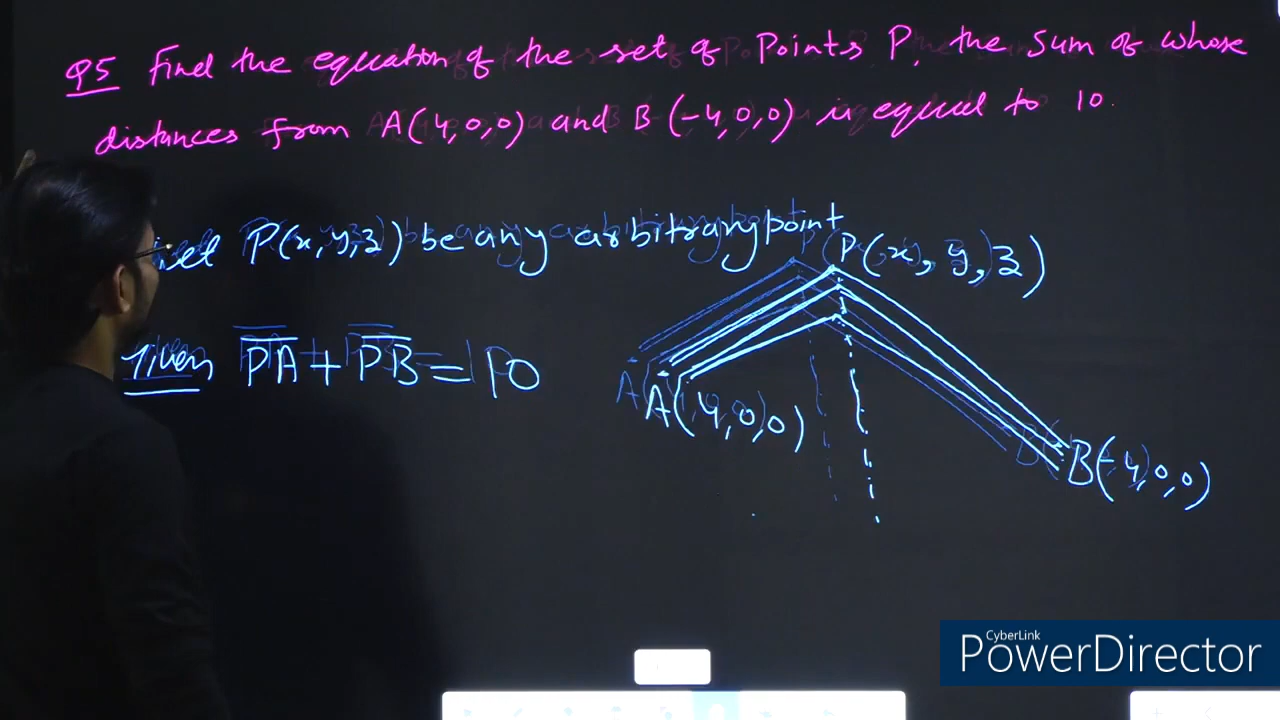 Q5 Find the equation of the set of Points P, the Sum of whose
distances from A(4,0,0) and B (-4,0,0) is equal to 10.
Let P(x,y,z) be any arbitrary point
P(x, y, z)
Given PA + PB = 10
A(4,0,0)
B(-4,0,0)
CyberLink
PowerDirector